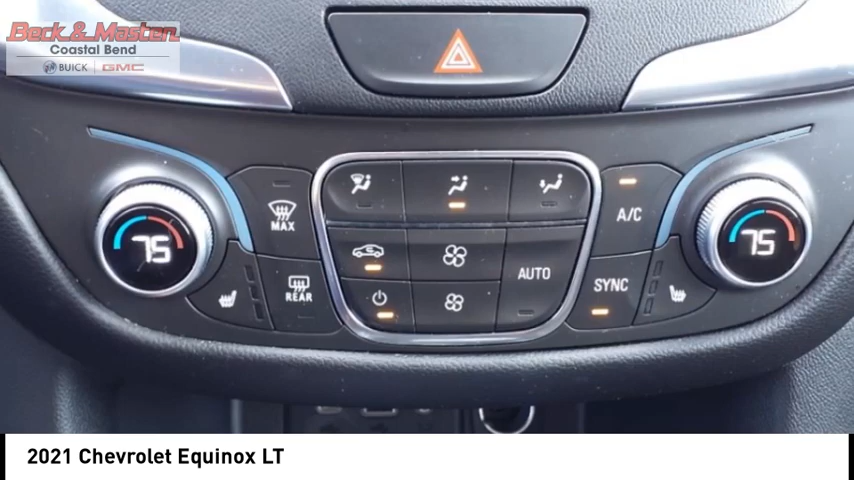 Beck & Masten
Coastal Bend
BUICK | GMC
MAX
A/C
75
75
REAR
AUTO
SYNC
2021 Chevrolet Equinox LT